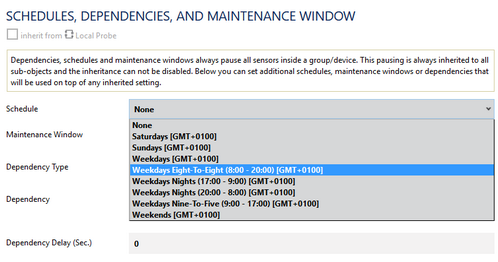 SCHEDULES, DEPENDENCIES, AND MAINTENANCE WINDOW
inherit from Local Probe
Dependencies, schedules and maintenance windows always pause all sensors inside a group/device. This pausing is always inherited to all
sub-objects and the inheritance can not be disabled. Below you can set additional schedules, maintenance windows or dependencies that
will be used on top of any inherited setting.
Schedule
None
Maintenance Window
None
Saturdays [GMT+0100]
Sundays [GMT+0100]
Weekdays [GMT+0100]
Dependency Type
Weekdays Eight-To-Eight (8:00 - 20:00) [GMT+0100]
Weekdays Nights (17:00 - 9:00) [GMT+0100]
Weekdays Nights (20:00 - 8:00) [GMT+0100]
Dependency
Weekdays Nine-To-Five (9:00 - 17:00) [GMT+0100]
Weekends [GMT+0100]
Dependency Delay (Sec.)
0